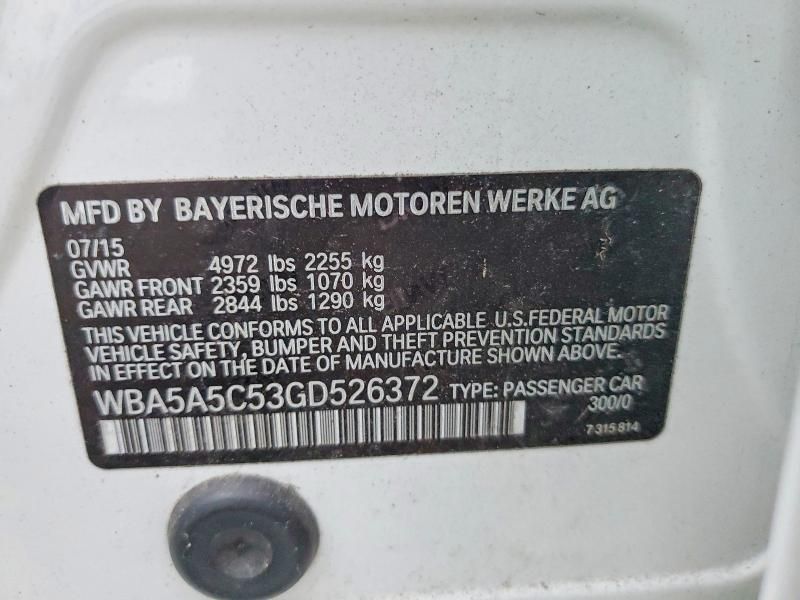 MFD BY BAYERISCHE MOTOREN WERKE AG
07/15
GVWR 4972 lbs 2255 kg
GAWR FRONT 2359 lbs 1070 kg
GAWR REAR 2844 lbs 1290 kg
THIS VEHICLE CONFORMS TO ALL APPLICABLE U.S.FEDERAL MOTOR
VEHICLE SAFETY, BUMPER AND THEFT PREVENTION STANDARDS
IN EFFECT ON THE DATE OF MANUFACTURE SHOWN ABOVE.
WBA5A5C53GD526372 TYPE: PASSENGER CAR
300/0
7 315 814